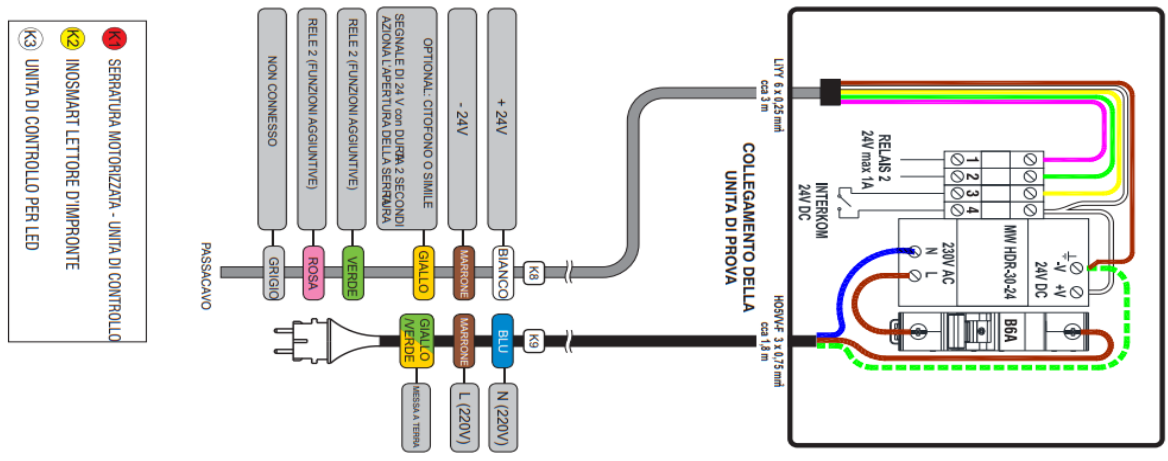 B6A
-V +V
24V DC
MW HDR-30-24
230V AC
N L
1 2 3 4
RELAIS 2
24V max 1A
INTERKOM
24V DC
LiYY 6 x 0,25 mm²
cca 3 m
HO5VV-F 3 x 0,75 mm²
cca 1,8 m
COLLEGAMENTO DELLA
UNITA DI PROVA
K8
K9
+ 24V
BIANCO
BLU
N (220V)
- 24V
MARRONE
MARRONE
L (220V)
OPTIONAL: CITOFONO O SIMILE
SEGNALE DI 24 V con DURATA 2 SECONDI
AZIONA L'APERTURA DELLA SERRATURA
GIALLO
GIALLO
/VERDE
MESSA A TERRA
RELE 2 (FUNZIONI AGGIUNTIVE)
VERDE
RELE 2 (FUNZIONI AGGIUNTIVE)
ROSA
NON CONNESSO
GRIGIO
PASSACAVO
K1 SERRATURA MOTORIZZATA - UNITA DI CONTROLLO
K2 INOSMART LETTORE D'IMPRONTE
K3 UNITA DI CONTROLLO PER LED